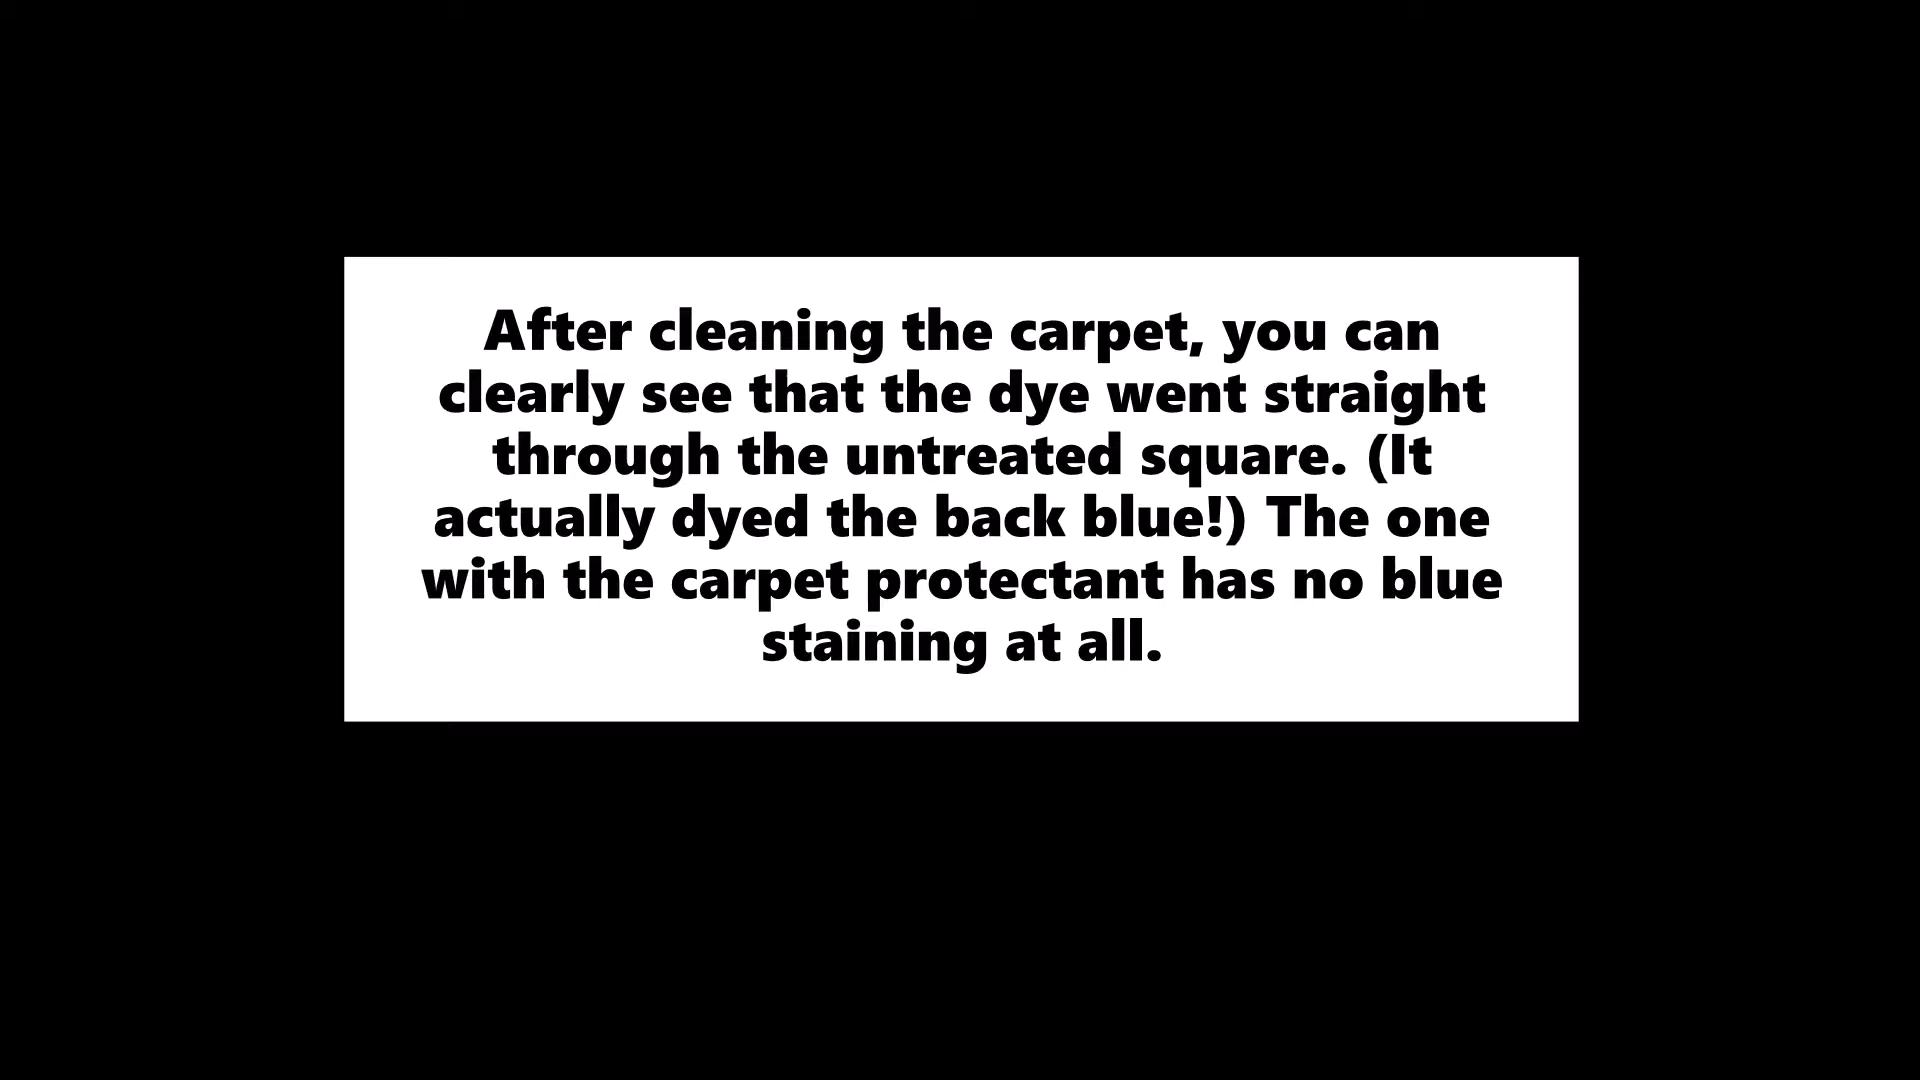 After cleaning the carpet, you can
clearly see that the dye went straight
through the untreated square. (It
actually dyed the back blue!) The one
with the carpet protectant has no blue
staining at all.